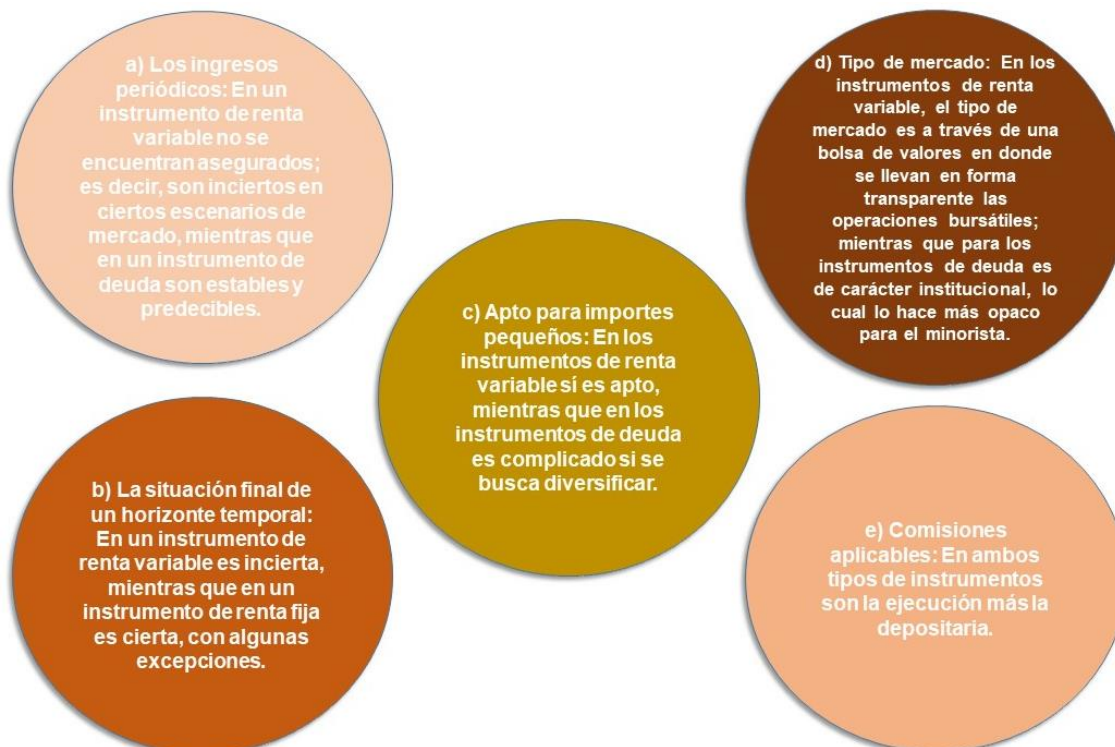 a) Los ingresos
periódicos: En un
instrumento de renta
variable no se
encuentran asegurados;
es decir, son inciertos en
ciertos escenarios de
mercado, mientras que
en un instrumento de
deuda son estables y
predecibles.
b) La situación final de
un horizonte temporal:
En un instrumento de
renta variable es incierta,
mientras que en un
instrumento de renta fija
es cierta, con algunas
excepciones.
c) Apto para importes
pequeños: En los
instrumentos de renta
variable sí es apto,
mientras que en los
instrumentos de deuda
es complicado si se
busca diversificar.
d) Tipo de mercado: En los
instrumentos de renta
variable, el tipo de
mercado es a través de una
bolsa de valores en donde
se llevan en forma
transparente las
operaciones bursátiles;
mientras que para los
instrumentos de deuda es
de carácter institucional, lo
cual lo hace más opaco
para el minorista.
e) Comisiones
aplicables: En ambos
tipos de instrumentos
son la ejecución más la
depositaria.